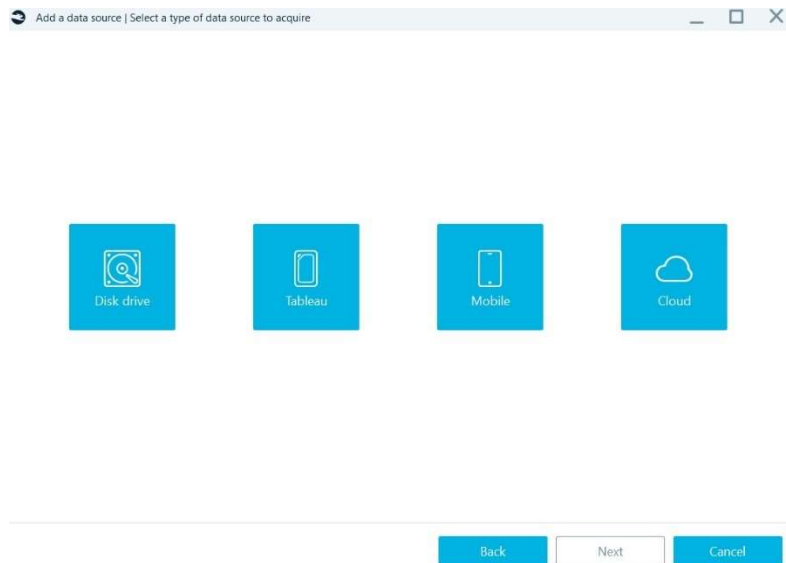 Add a data source | Select a type of data source to acquire
Disk drive
Tableau
Mobile
Cloud
Back
Next
Cancel